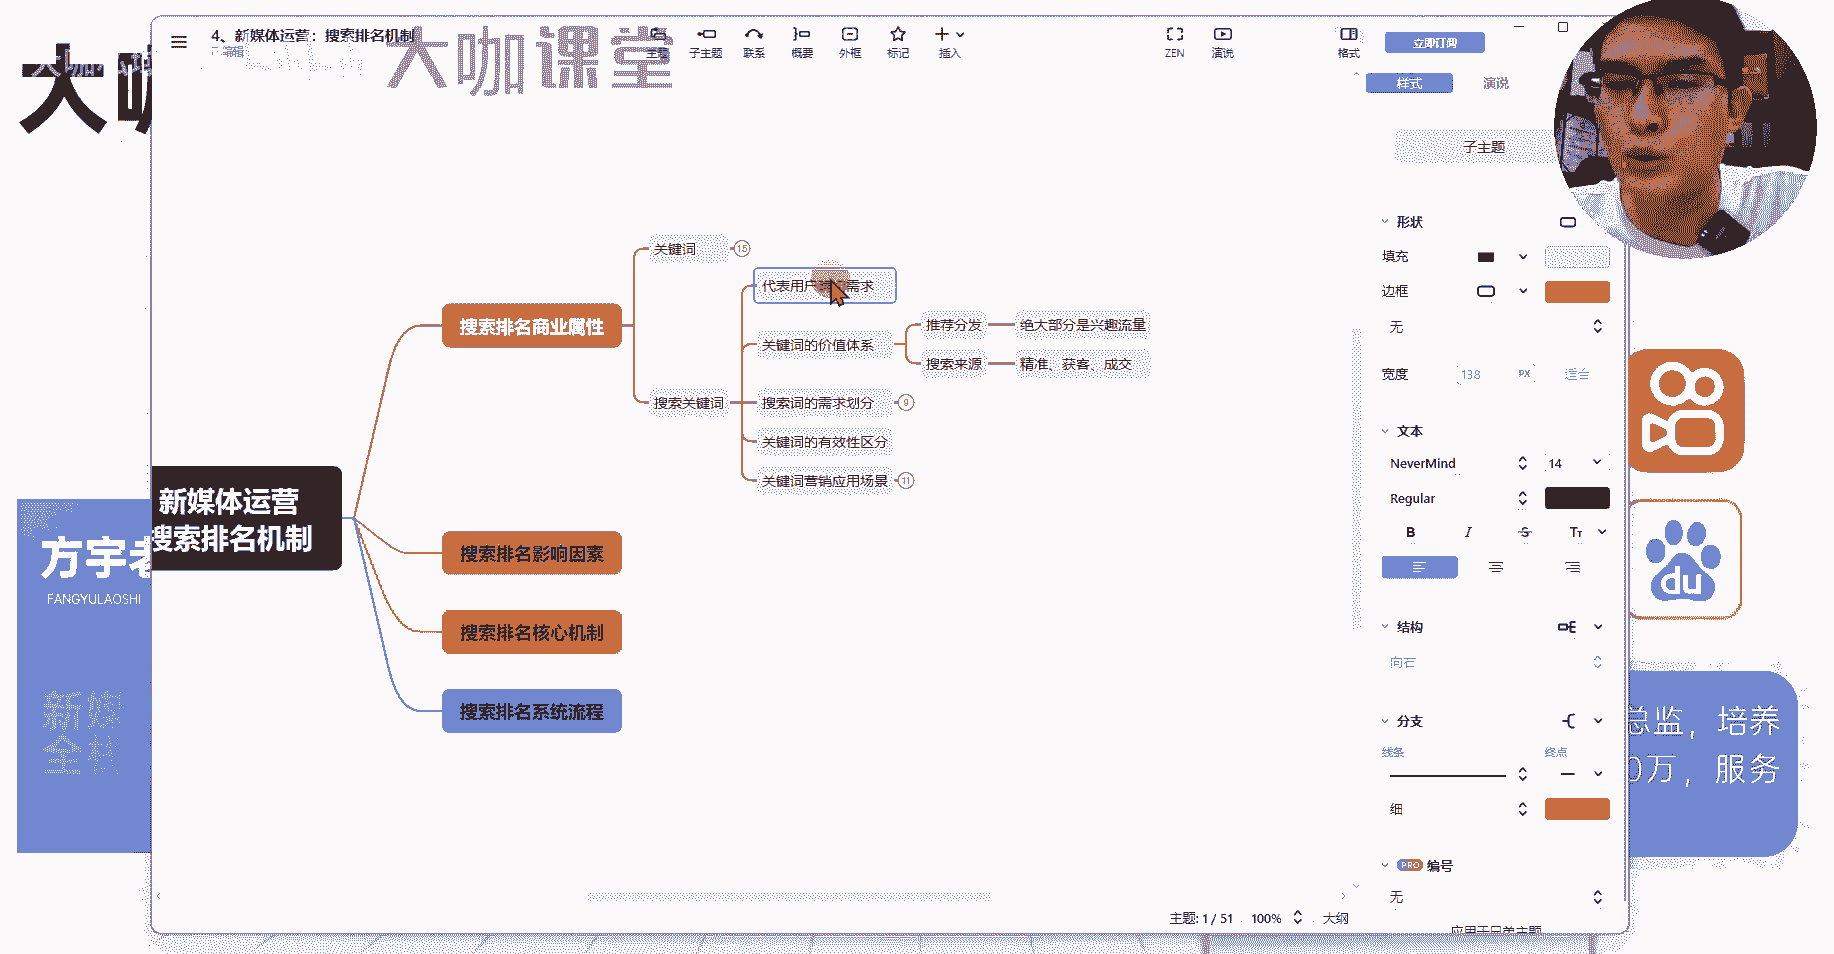 4、新媒体运营：搜索排名机制
已编辑
大咖课堂
主题
子主题
联系
概要
外框
标记
插入
ZEN
演说
格式
立即订阅
样式
演说
子主题
形状
填充
边框
无
宽度
138
PX
适合
文本
NeverMind
14
Regular
B
I
S
TT
结构
向右
分支
线条
终点
细
PRO 编号
无
大咖
关键词
15
代表用户
需求
关键词的价值体系
推荐分发
绝大部分是兴趣流量
搜索来源
精准、获客、成交
搜索关键词
搜索词的需求划分
9
关键词的有效性区分
关键词营销应用场景
11
搜索排名商业属性
新媒体运营
搜索排名机制
搜索排名影响因素
搜索排名核心机制
搜索排名系统流程
方宇老
FANGYULAOSHI
新媒
全栈
du
总监，培养
0万，服务
主题: 1 / 51
100%
大纲